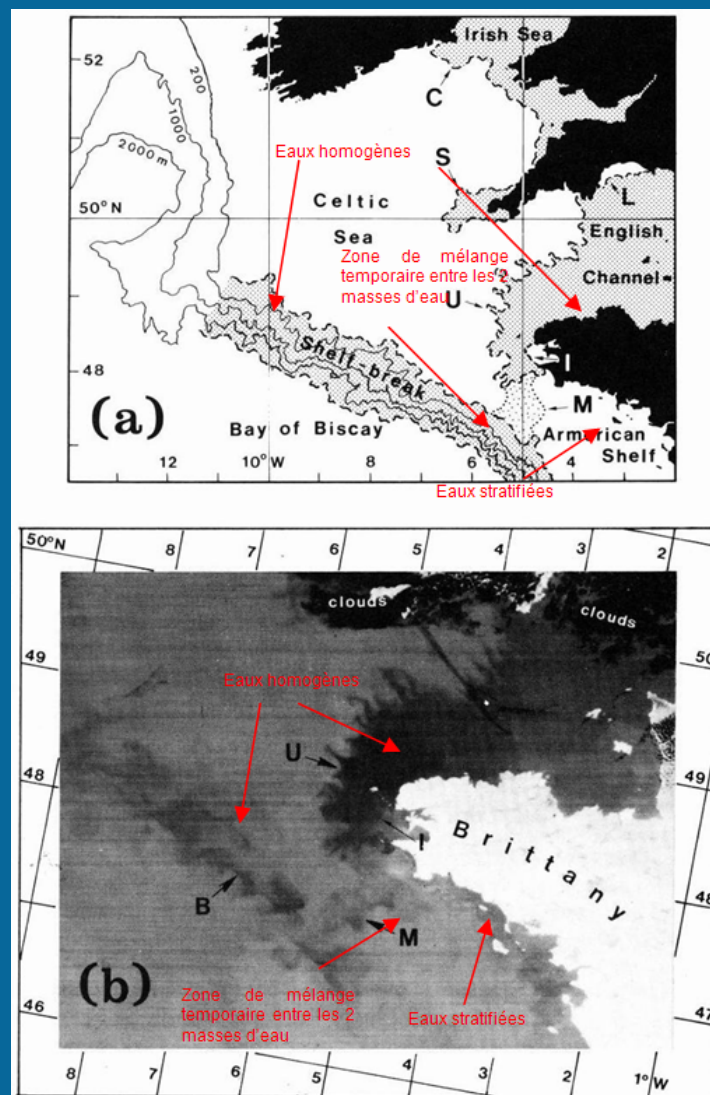 52
200
1000
2000 m
Irish Sea
C
Eaux homogènes
S
50° N
Celtic
Sea
L
English
Channel
Zone de mélange
temporaire entre les 2
masses d'eau
U
48
Shelf break
I
(a)
M
Bay of Biscay
Armorican
Shelf
12
10°W
8
6
4
Eaux stratifiées
50°N
8
7
6
5
4
3
2
clouds
clouds
49
50
Eaux homogènes
U
48
49
I
Brittany
B
M
48
(b)
Zone de mélange
temporaire entre les 2
masses d'eau
Eaux stratifiées
46
47
8
7
6
5
4
3
2
1°W